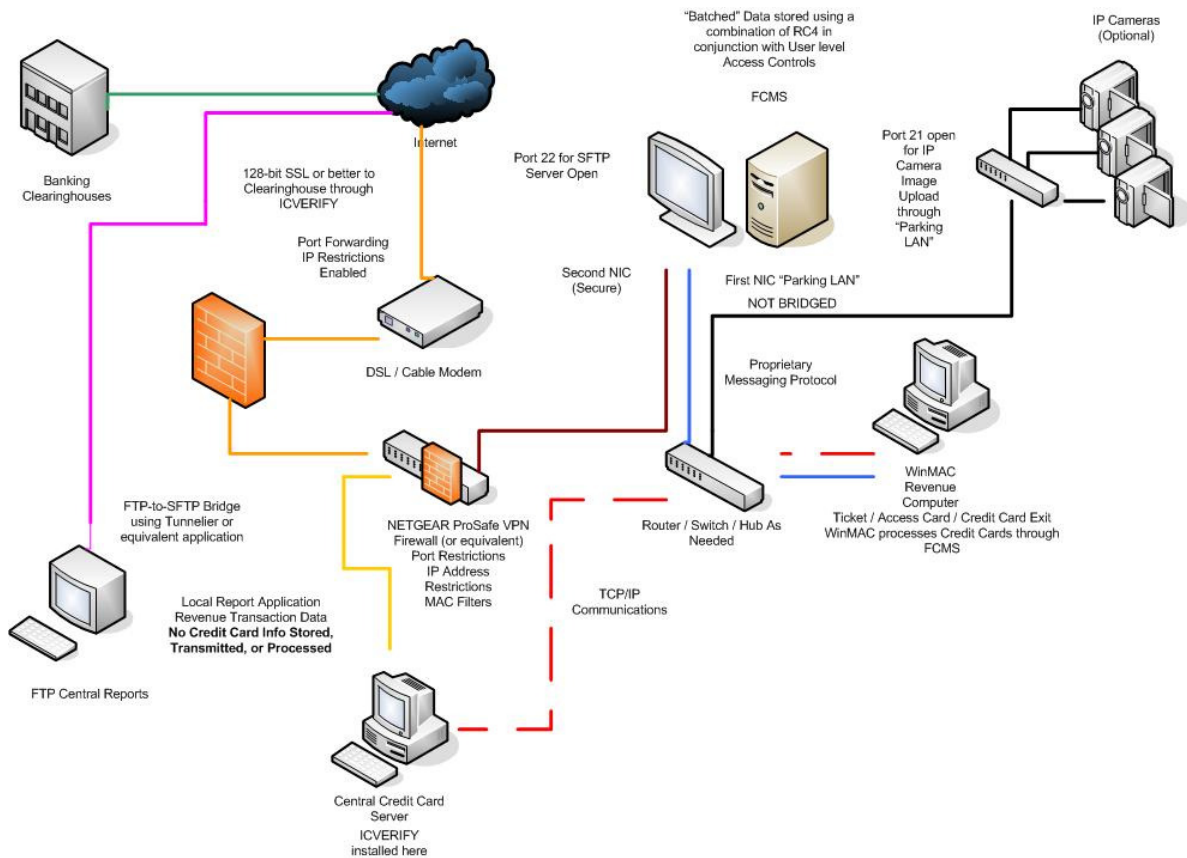 "Batched" Data stored using a
combination of RC4 in
conjunction with User level
Access Controls
FCMS
IP Cameras
(Optional)
Internet
Banking
Clearinghouses
128-bit SSL or better to
Clearinghouse through
ICVERIFY
Port 22 for SFTP
Server Open
Port 21 open
for IP
Camera
Image
Upload
through
"Parking
LAN"
Port Forwarding
IP Restrictions
Enabled
Second NIC
(Secure)
First NIC "Parking LAN"
NOT BRIDGED
DSL / Cable Modem
Proprietary
Messaging Protocol
WinMAC
Revenue
Computer
Ticket / Access Card / Credit Card Exit
WinMAC processes Credit Cards through
FCMS
FTP-to-SFTP Bridge
using Tunnelier or
equivalent application
NETGEAR ProSafe VPN
Firewall (or equivalent)
Port Restrictions
IP Address
Restrictions
MAC Filters
Router / Switch / Hub As
Needed
Local Report Application
Revenue Transaction Data
No Credit Card Info Stored,
Transmitted, or Processed
TCP/IP
Communications
FTP Central Reports
Central Credit Card
Server
ICVERIFY
installed here